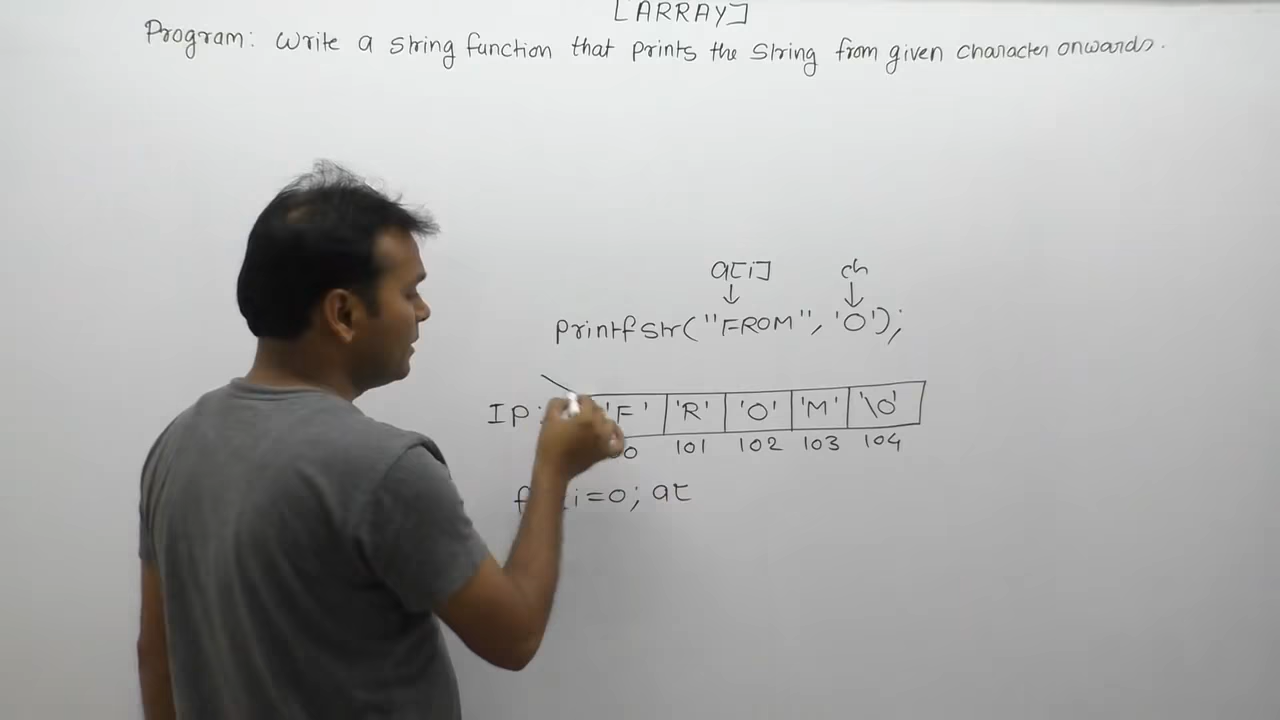 [ARRAY]
Program: Write a string function that prints the string from given character onwards.
a[i] ch
↓ ↓
printfstr("FROM", 'O');
IP: 'F' 'R' 'O' 'M' '\0'
101 102 103 104
i=0; a[